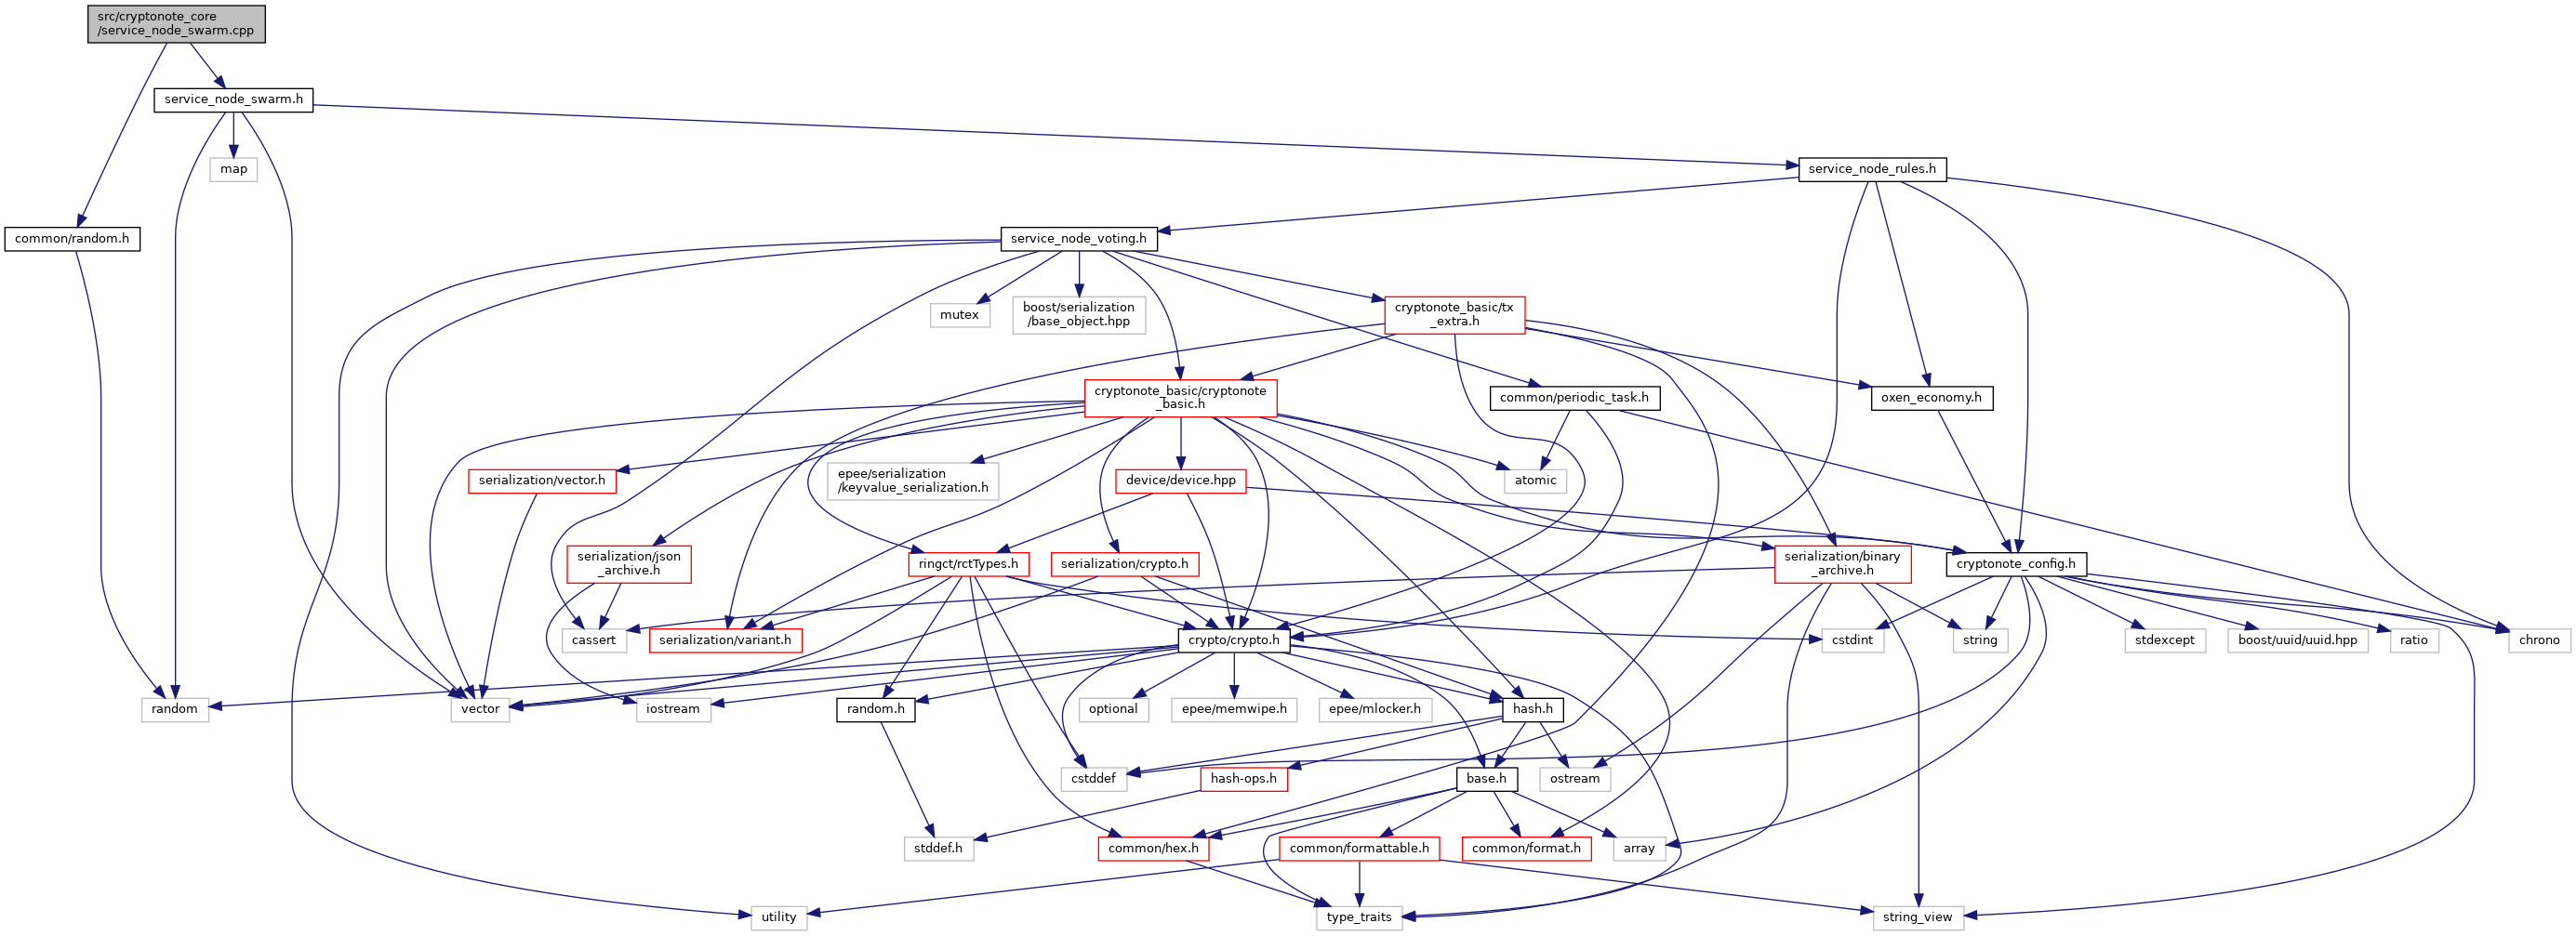 src/cryptonote_core
/service_node_swarm.cpp
service_node_swarm.h
map
service_node_rules.h
common/random.h
service_node_voting.h
mutex
boost/serialization
/base_object.hpp
cryptonote_basic/tx
_extra.h
cryptonote_basic/cryptonote
_basic.h
common/periodic_task.h
oxen_economy.h
serialization/vector.h
epee/serialization
/keyvalue_serialization.h
device/device.hpp
atomic
serialization/json
_archive.h
ringct/rctTypes.h
serialization/crypto.h
serialization/binary
_archive.h
cryptonote_config.h
cassert
serialization/variant.h
crypto/crypto.h
cstdint
string
stdexcept
boost/uuid/uuid.hpp
ratio
chrono
random
vector
iostream
random.h
optional
epee/memwipe.h
epee/mlocker.h
hash.h
cstddef
hash-ops.h
base.h
ostream
stddef.h
common/hex.h
common/formattable.h
common/format.h
array
utility
type_traits
string_view